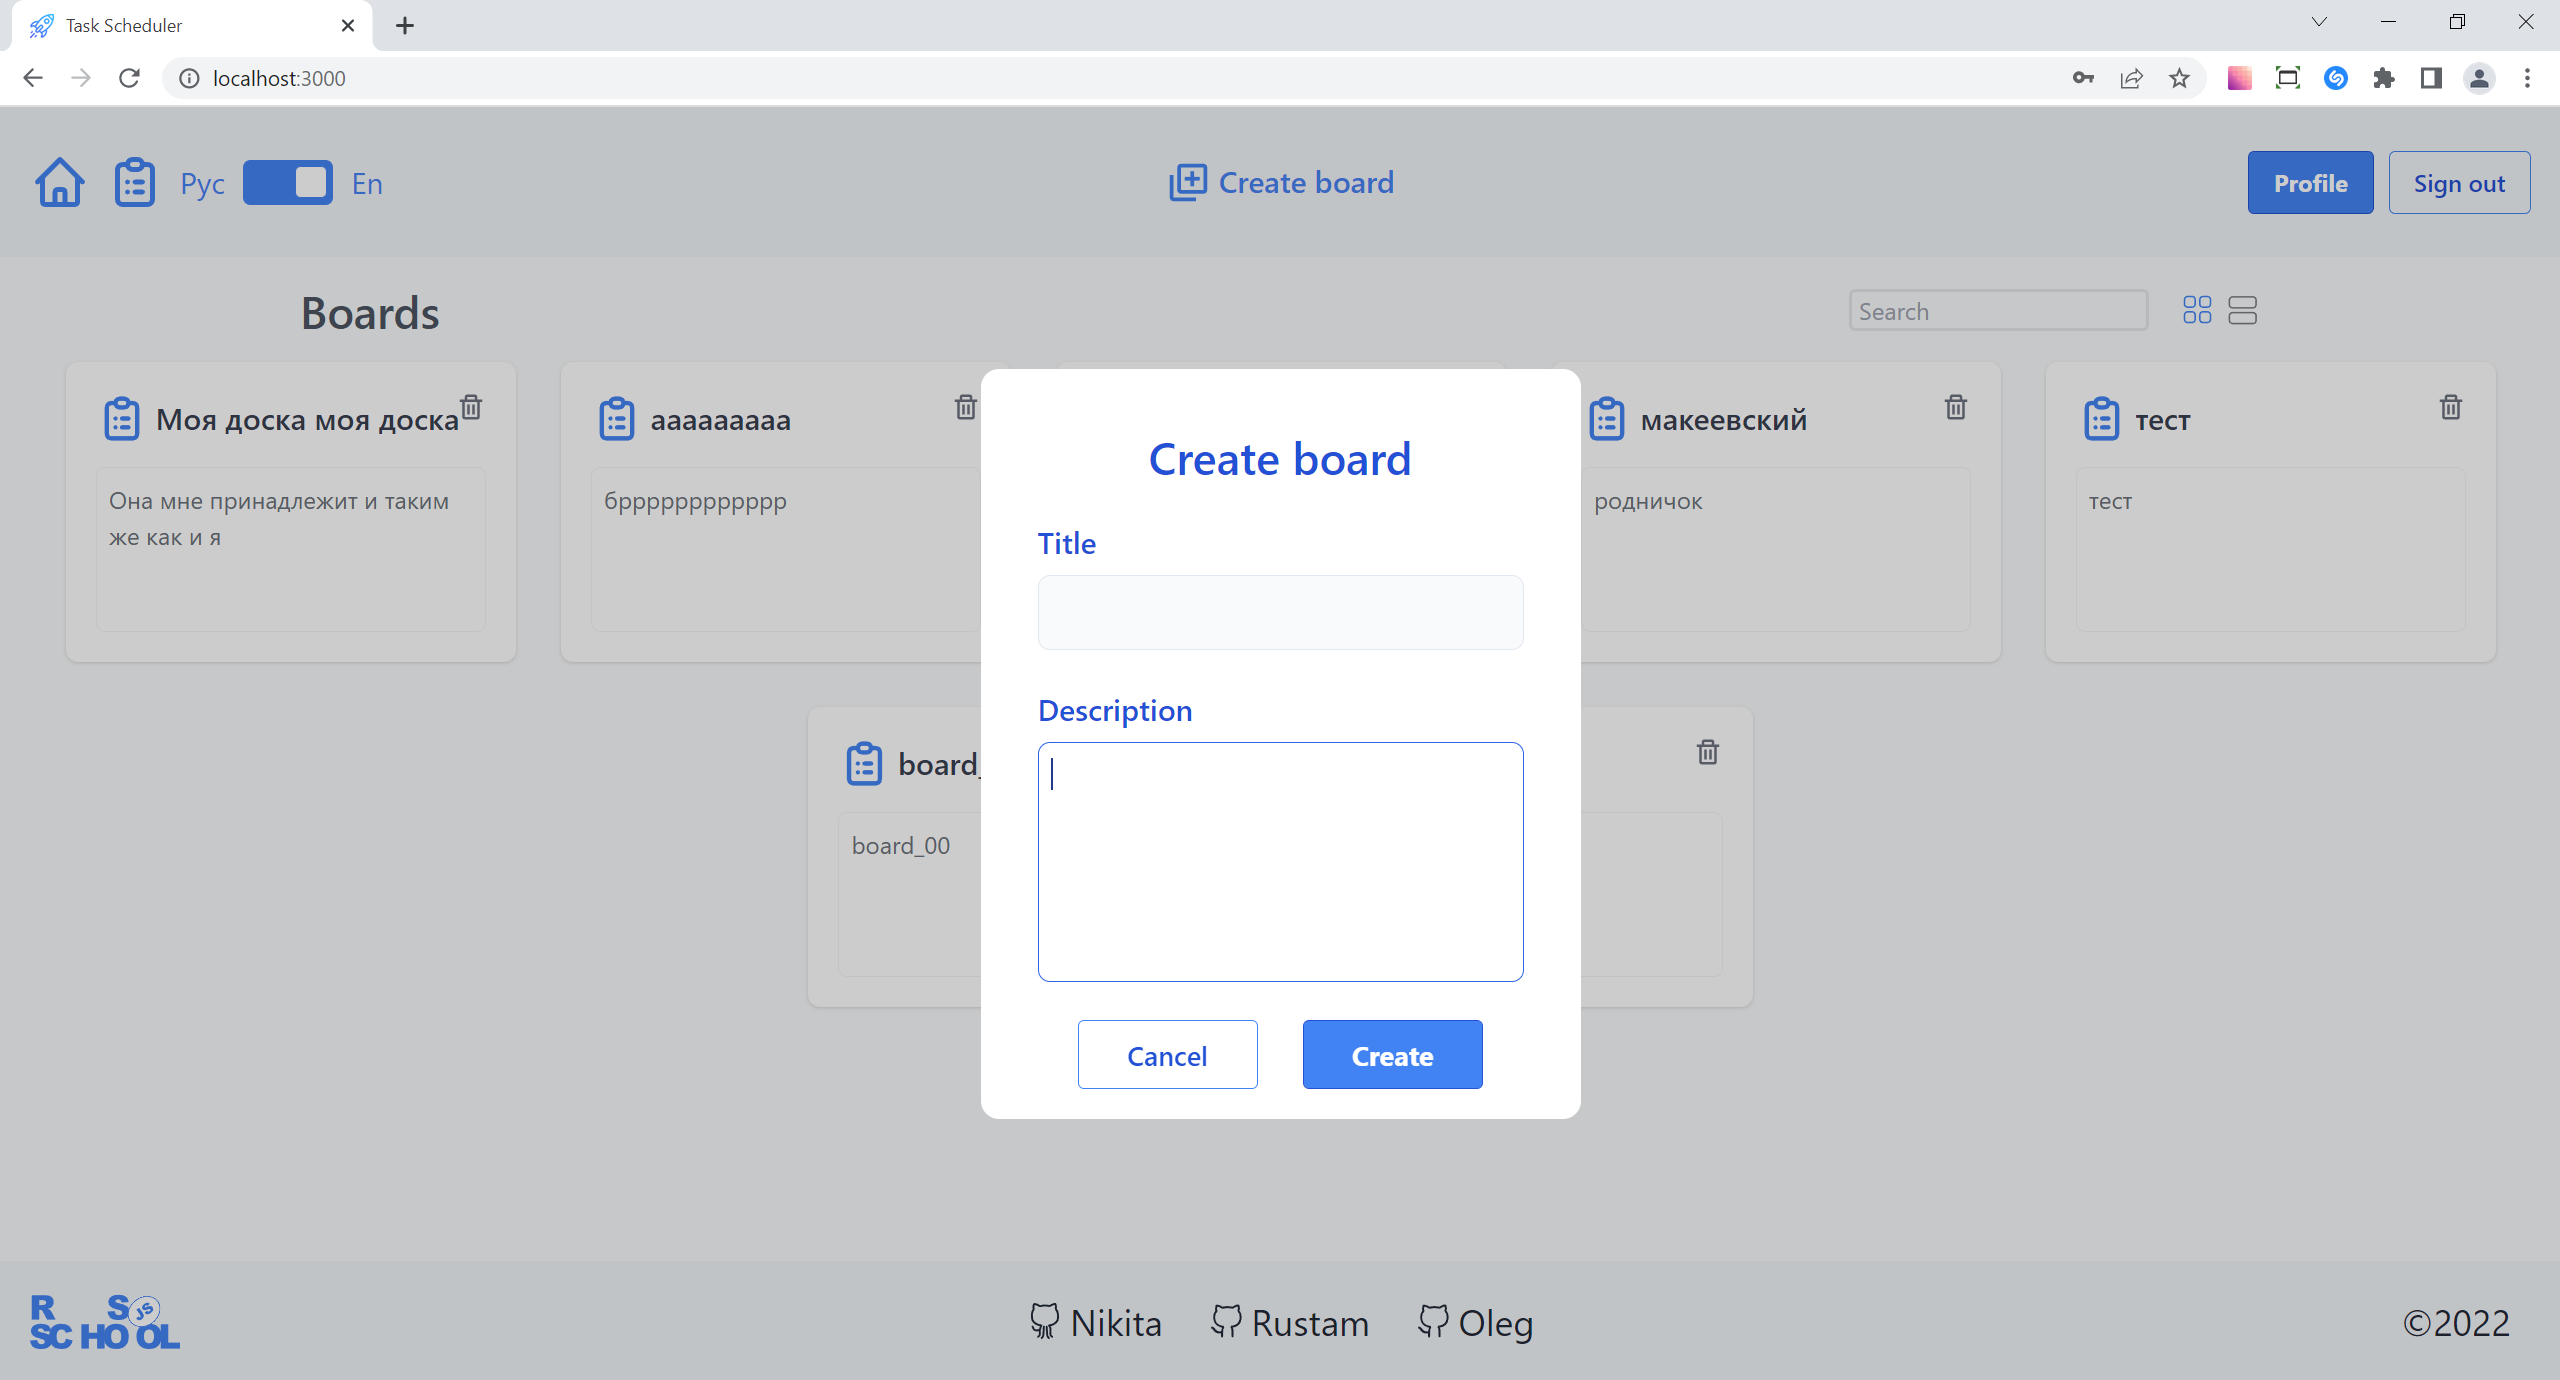 Task Scheduler
localhost:3000
Рус
En
Create board
Profile
Sign out
Boards
Search
Моя доска моя доска
Она мне принадлежит и таким
же как и я
ааааааааа
бррррррррррр
макеевский
родничок
тест
тест
board_
board_00
Create board
Title
Description
Cancel
Create
R S JS
SCHOOL
Nikita
Rustam
Oleg
©2022